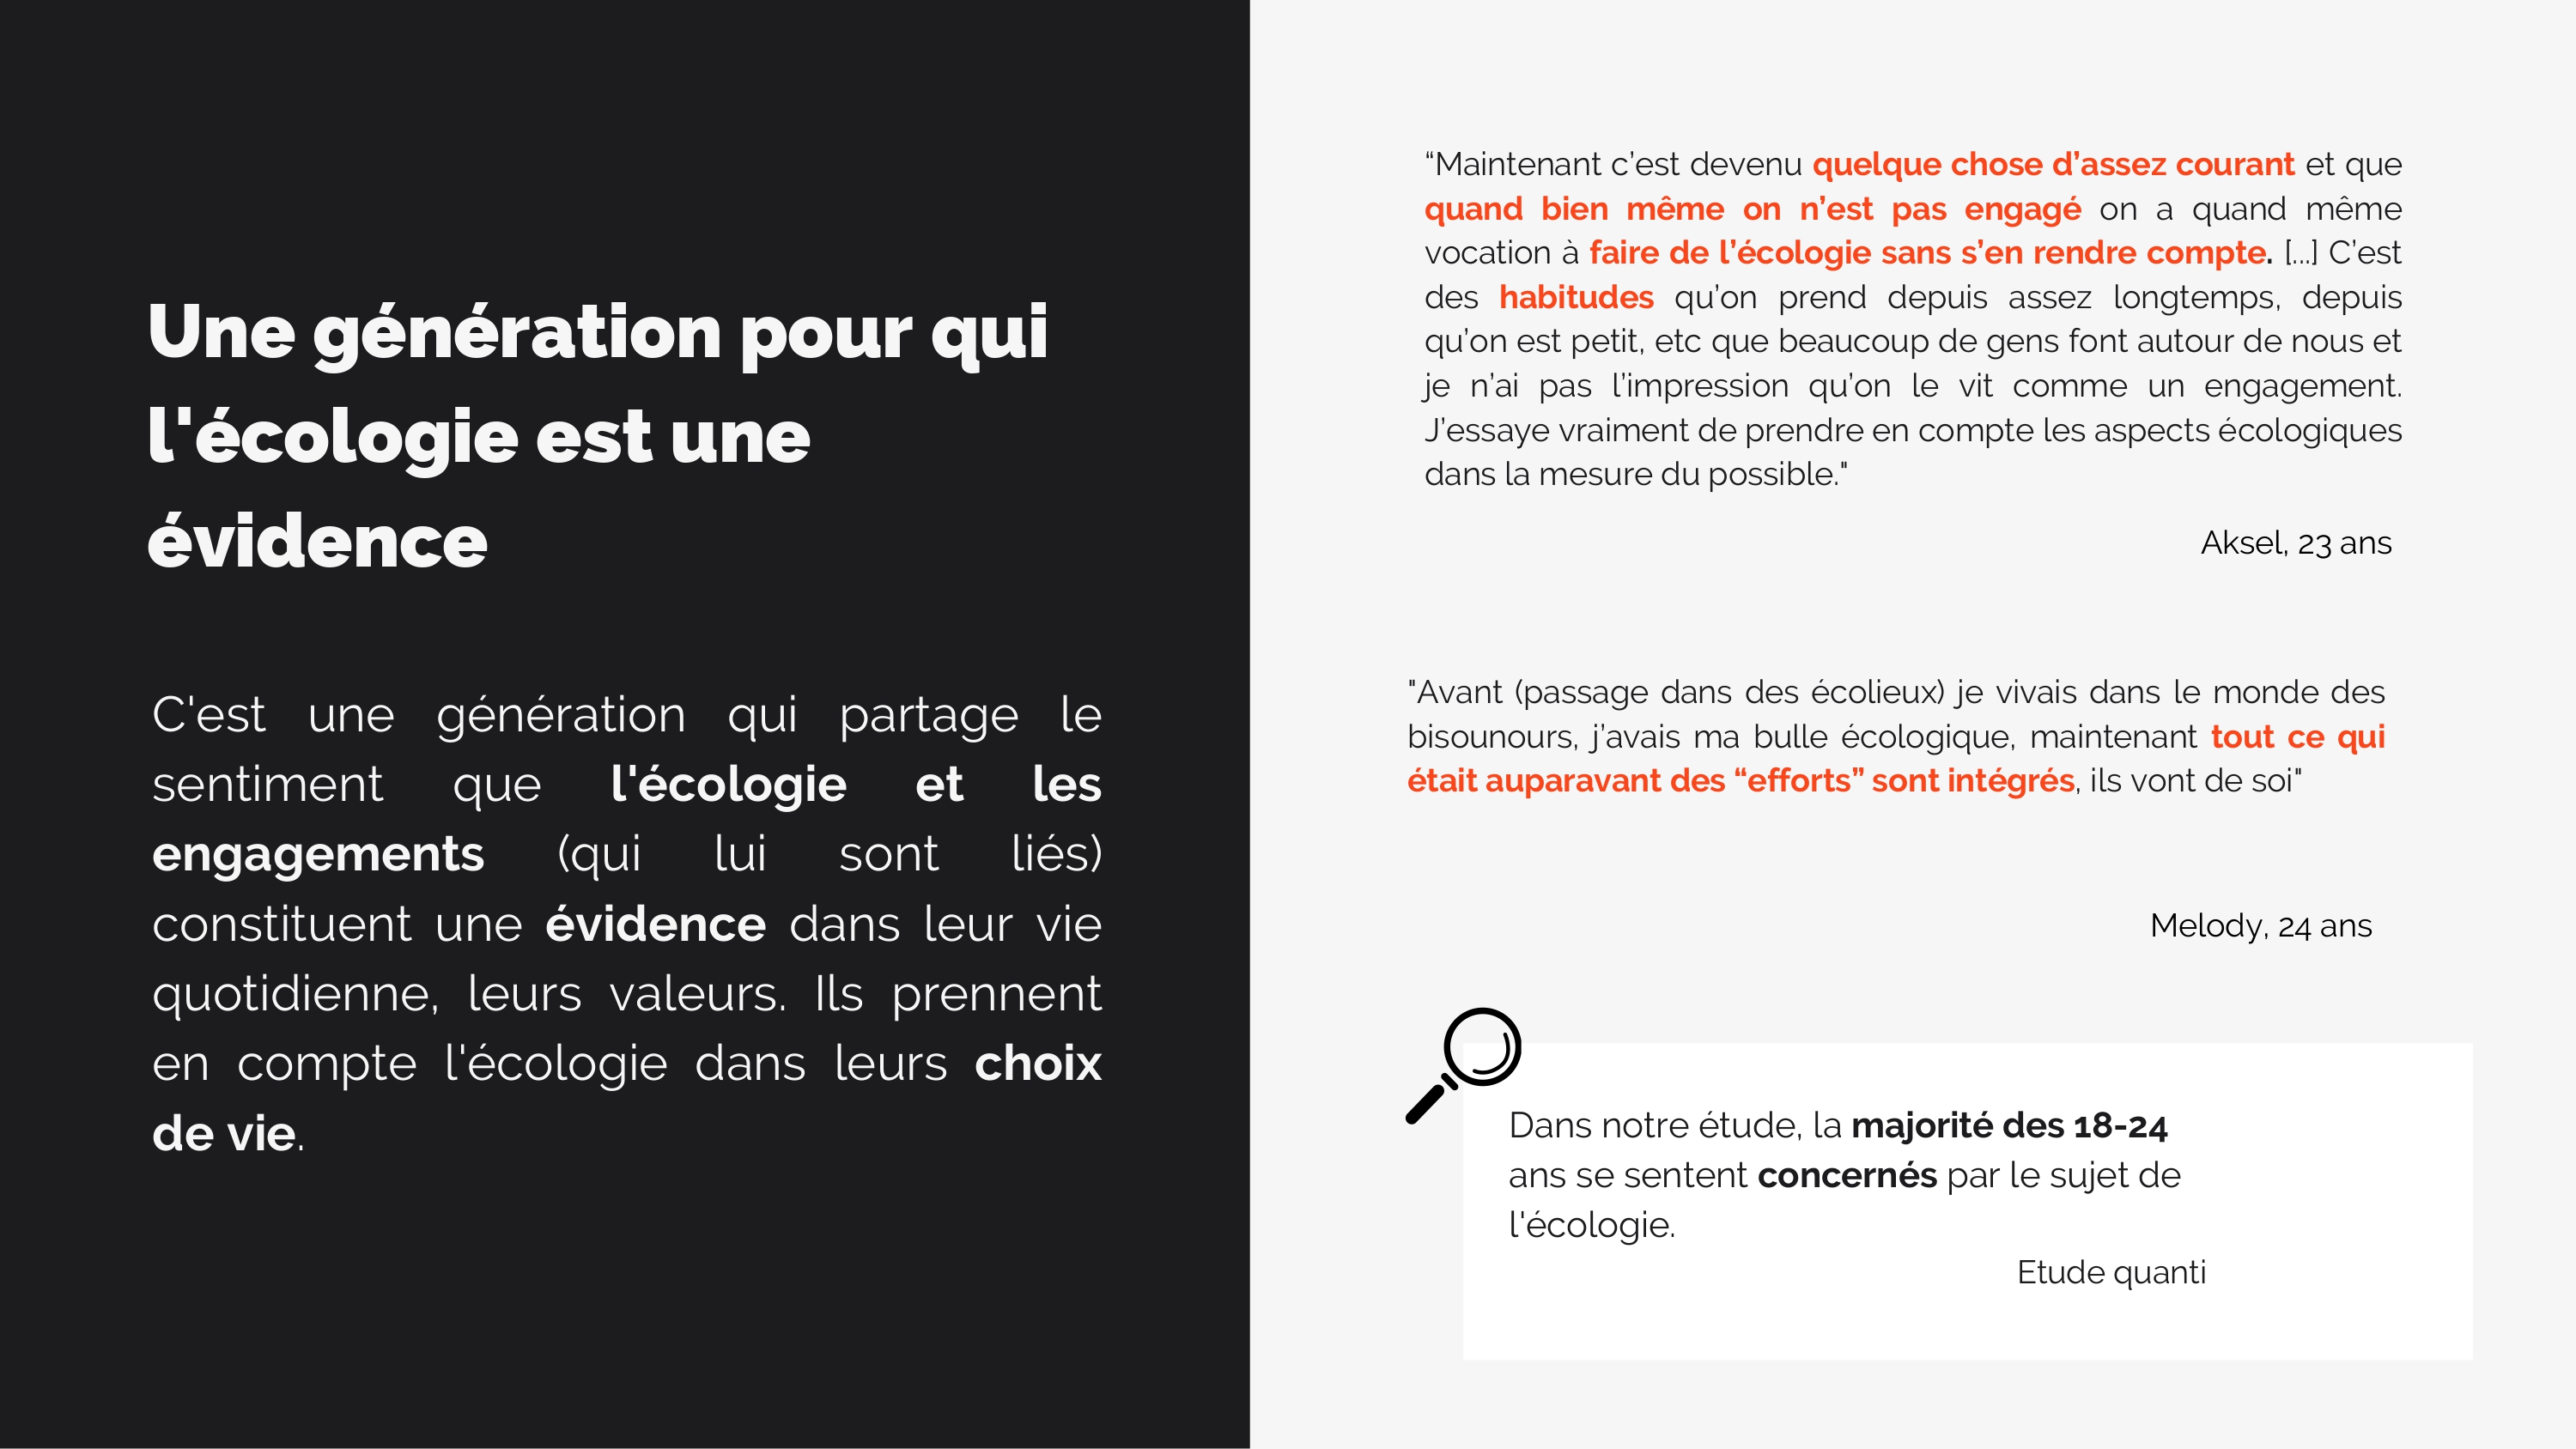 Une génération pour qui
l'écologie est une
évidence
C'est une génération qui partage le
sentiment que l'écologie et les
engagements (qui lui sont liés)
constituent une évidence dans leur vie
quotidienne, leurs valeurs. Ils prennent
en compte l'écologie dans leurs choix
de vie.
“Maintenant c’est devenu quelque chose d’assez courant et que
quand bien même on n’est pas engagé on a quand même
vocation à faire de l’écologie sans s’en rendre compte. [...] C’est
des habitudes qu’on prend depuis assez longtemps, depuis
qu’on est petit, etc que beaucoup de gens font autour de nous et
je n’ai pas l’impression qu’on le vit comme un engagement.
J’essaye vraiment de prendre en compte les aspects écologiques
dans la mesure du possible."
Aksel, 23 ans
"Avant (passage dans des écolieux) je vivais dans le monde des
bisounours, j’avais ma bulle écologique, maintenant tout ce qui
était auparavant des “efforts” sont intégrés, ils vont de soi"
Melody, 24 ans
Dans notre étude, la majorité des 18-24
ans se sentent concernés par le sujet de
l'écologie.
Etude quanti